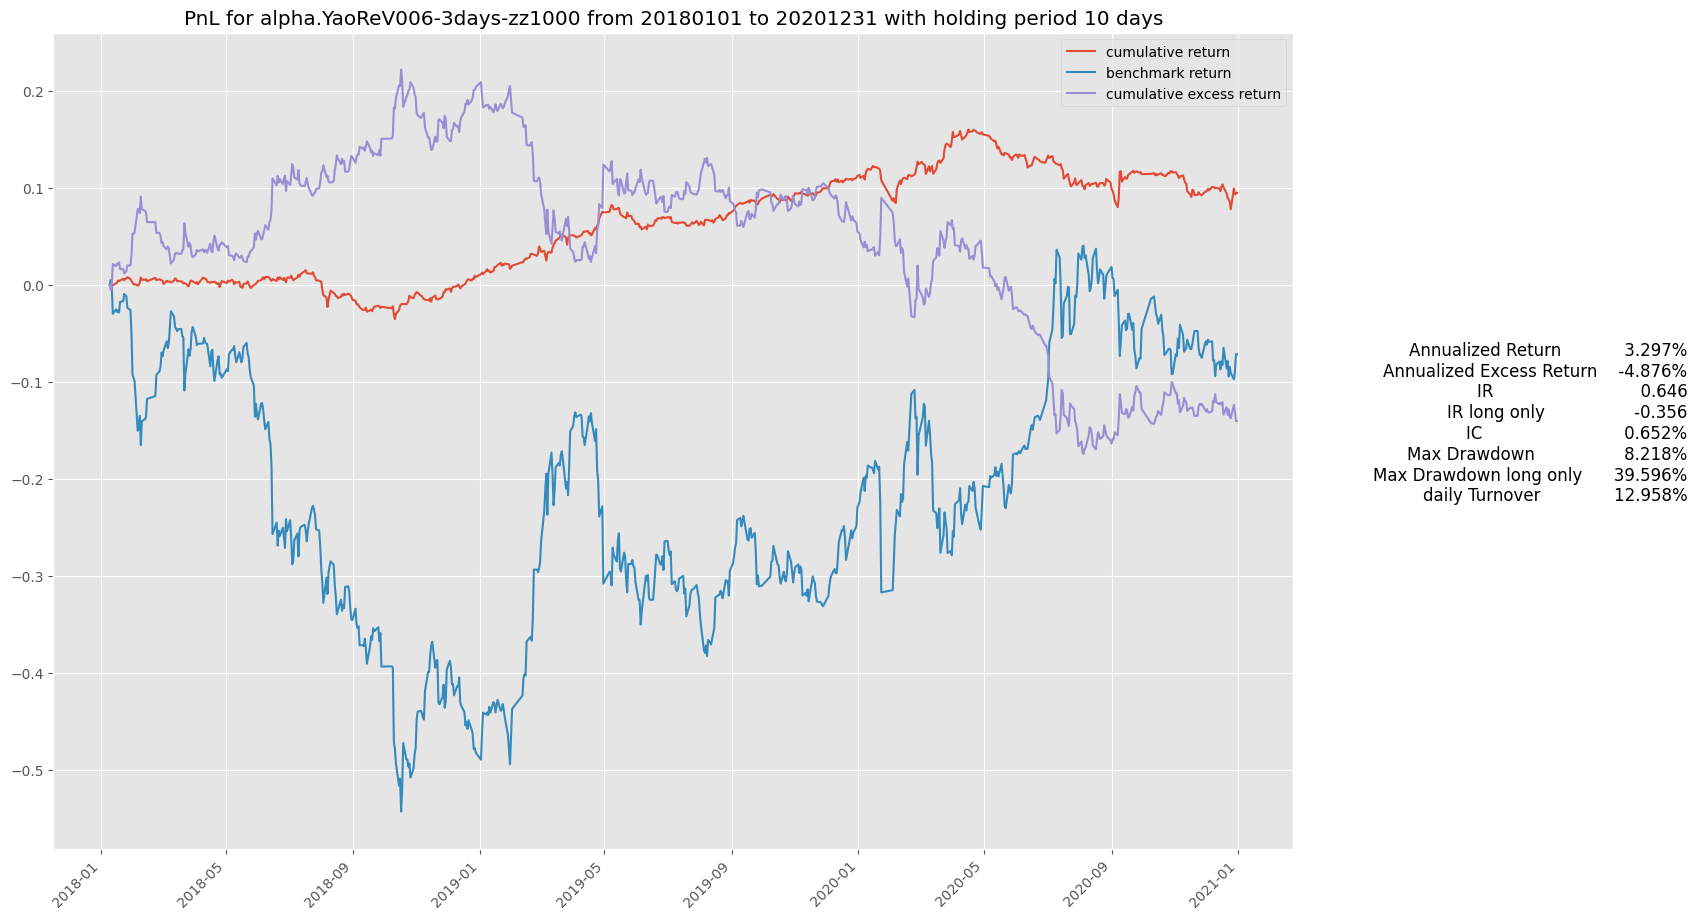 PnL for alpha.YaoReV006-3days-zz1000 from 20180101 to 20201231 with holding period 10 days
cumulative return
benchmark return
cumulative excess return
0.2
0.1
0.0
−0.1
−0.2
−0.3
−0.4
−0.5
2018-01
2018-05
2018-09
2019-01
2019-05
2019-09
2020-01
2020-05
2020-09
2021-01
Annualized Return 3.297%
Annualized Excess Return -4.876%
IR 0.646
IR long only -0.356
IC 0.652%
Max Drawdown 8.218%
Max Drawdown long only 39.596%
daily Turnover 12.958%